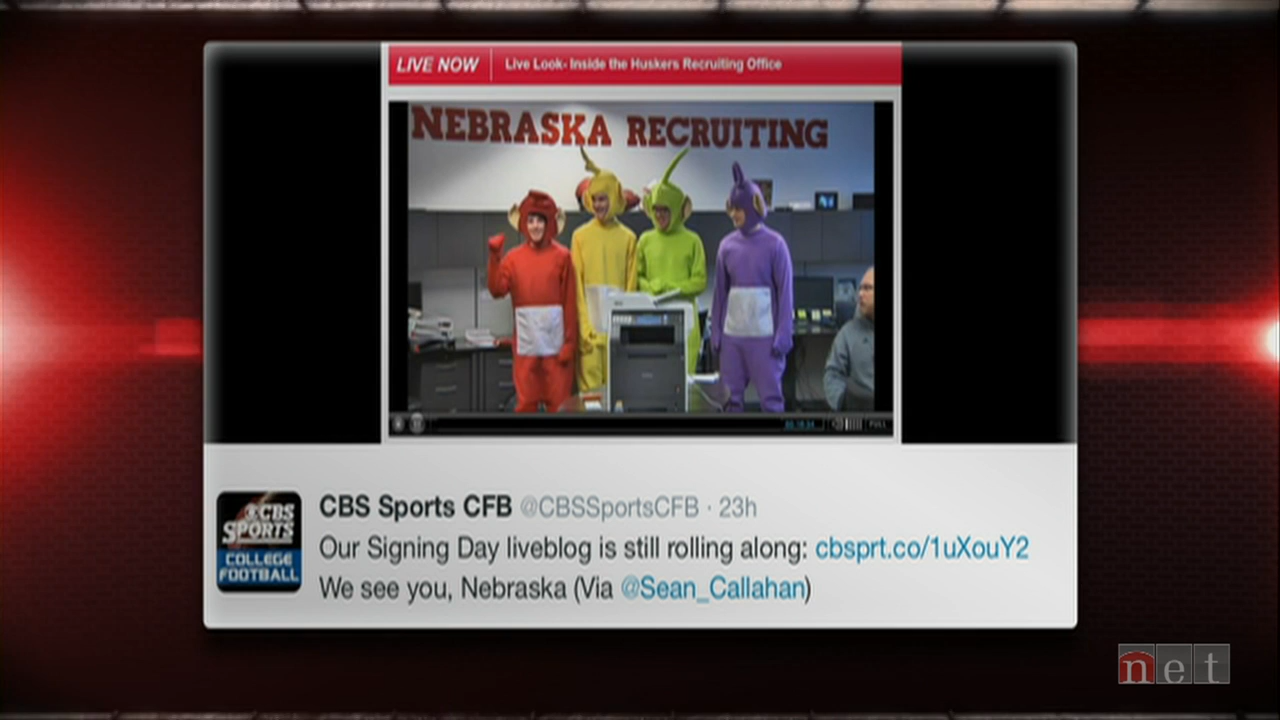 LIVE NOW
Live Look- Inside the Huskers Recruiting Office
NEBRASKA RECRUITING
FULL
CBS Sports CFB @CBSSportsCFB · 23h
CBS
SPORTS
COLLEGE
FOOTBALL
Our Signing Day liveblog is still rolling along: cbsprt.co/1uXouY2
We see you, Nebraska (Via @Sean_Callahan)
net